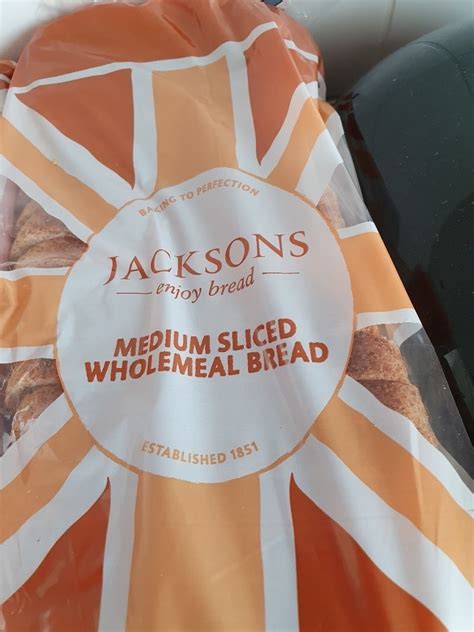 BAKING TO PERFECTION
JACKSONS
enjoy bread
MEDIUM SLICED
WHOLEMEAL BREAD
ESTABLISHED 1851